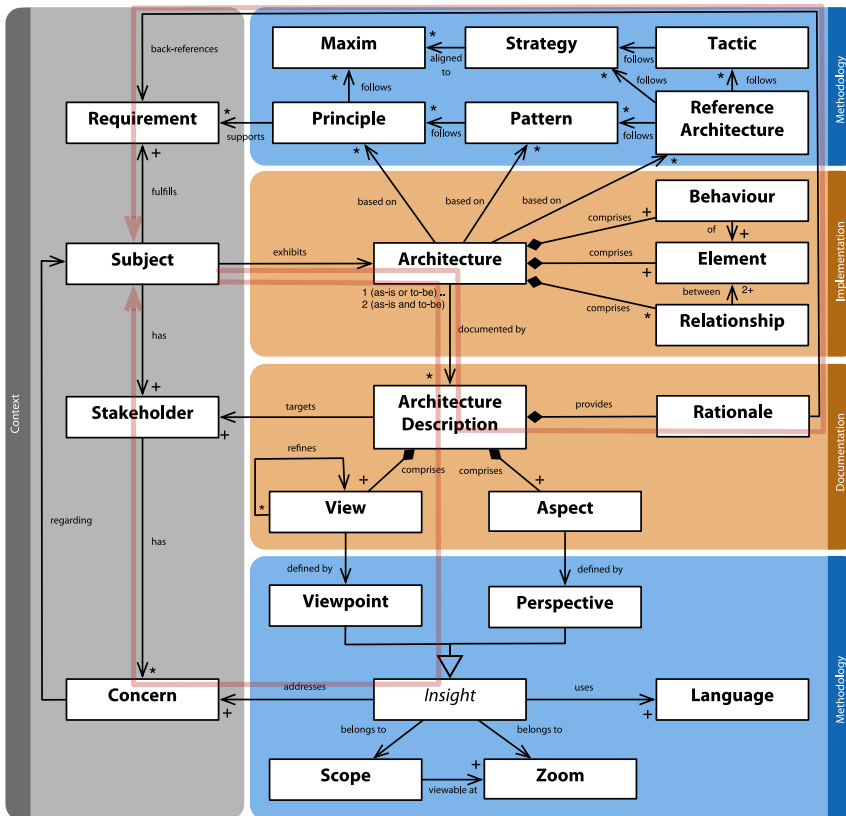 Maxim
*
aligned
to
Strategy
follows
Tactic
back-references
*
follows
*
follows
*
follows
Requirement
*
supports
Principle
*
follows
Pattern
*
follows
Reference
Architecture
+
*
*
*
Methodology
fulfills
based on
based on
based on
Behaviour
comprises
+
of
+
Subject
exhibits
Architecture
comprises
+
Element
1 (as-is or to-be) ..
2 (as-is and to-be)
between
2+
comprises
*
Relationship
documented by
Implementation
has
+
*
Stakeholder
+
targets
Architecture
Description
provides
Rationale
refines
comprises
comprises
+
+
*
View
Aspect
Documentation
Context
regarding
has
defined by
defined by
Viewpoint
Perspective
*
Concern
+
addresses
Insight
uses
+
Language
belongs to
belongs to
Scope
viewable at
+
Zoom
Methodology